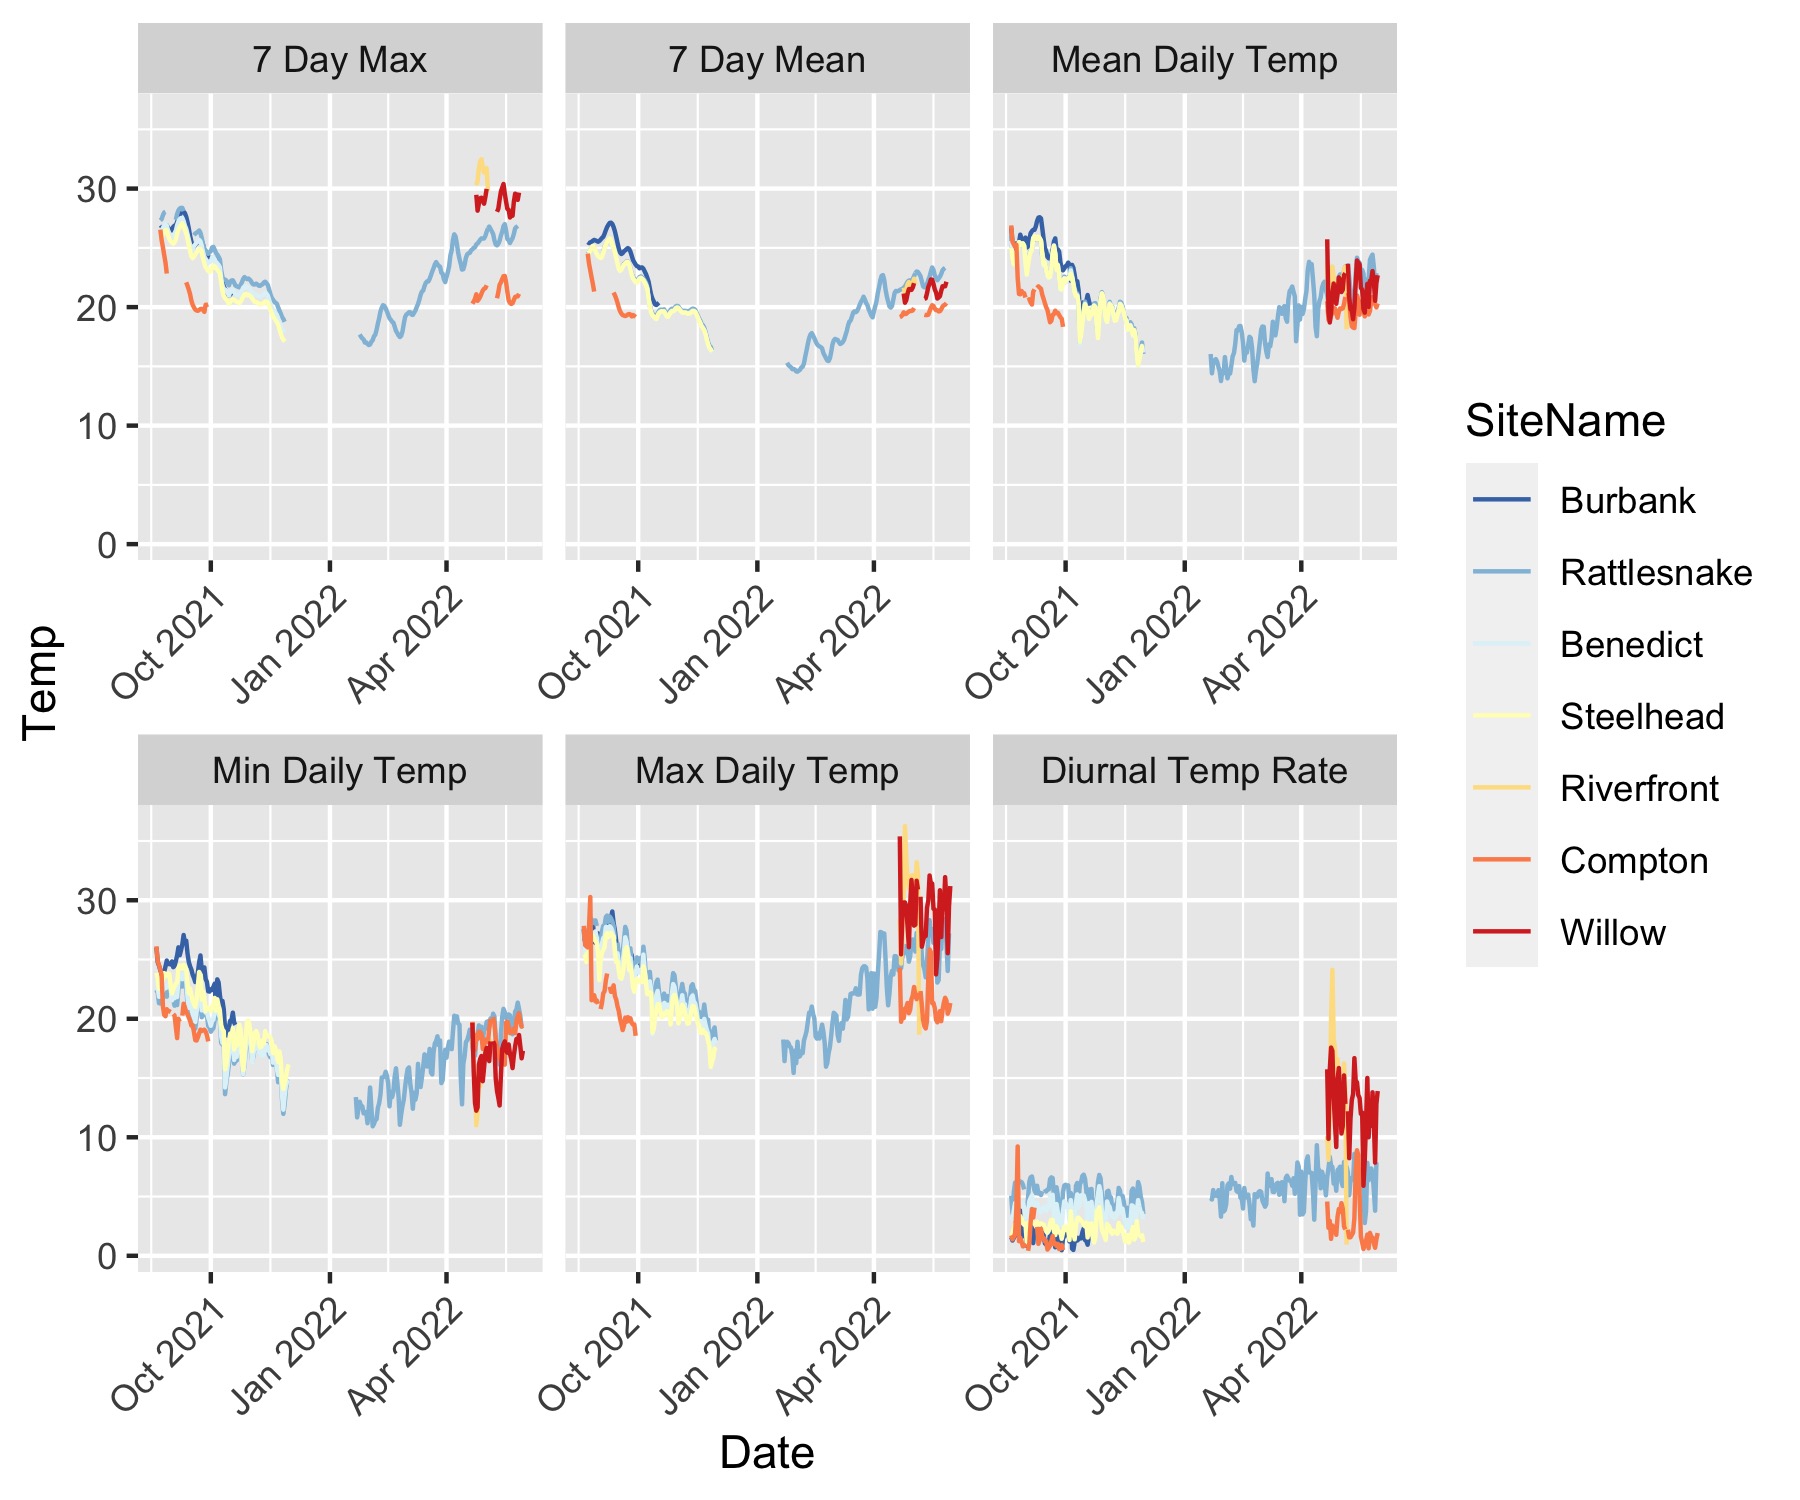 7 Day Max
7 Day Mean
Mean Daily Temp
30
20
10
0
Oct 2021
Jan 2022
Apr 2022
Oct 2021
Jan 2022
Apr 2022
Oct 2021
Jan 2022
Apr 2022
Temp
Min Daily Temp
Max Daily Temp
Diurnal Temp Rate
30
20
10
0
Oct 2021
Jan 2022
Apr 2022
Oct 2021
Jan 2022
Apr 2022
Oct 2021
Jan 2022
Apr 2022
Date
SiteName
Burbank
Rattlesnake
Benedict
Steelhead
Riverfront
Compton
Willow